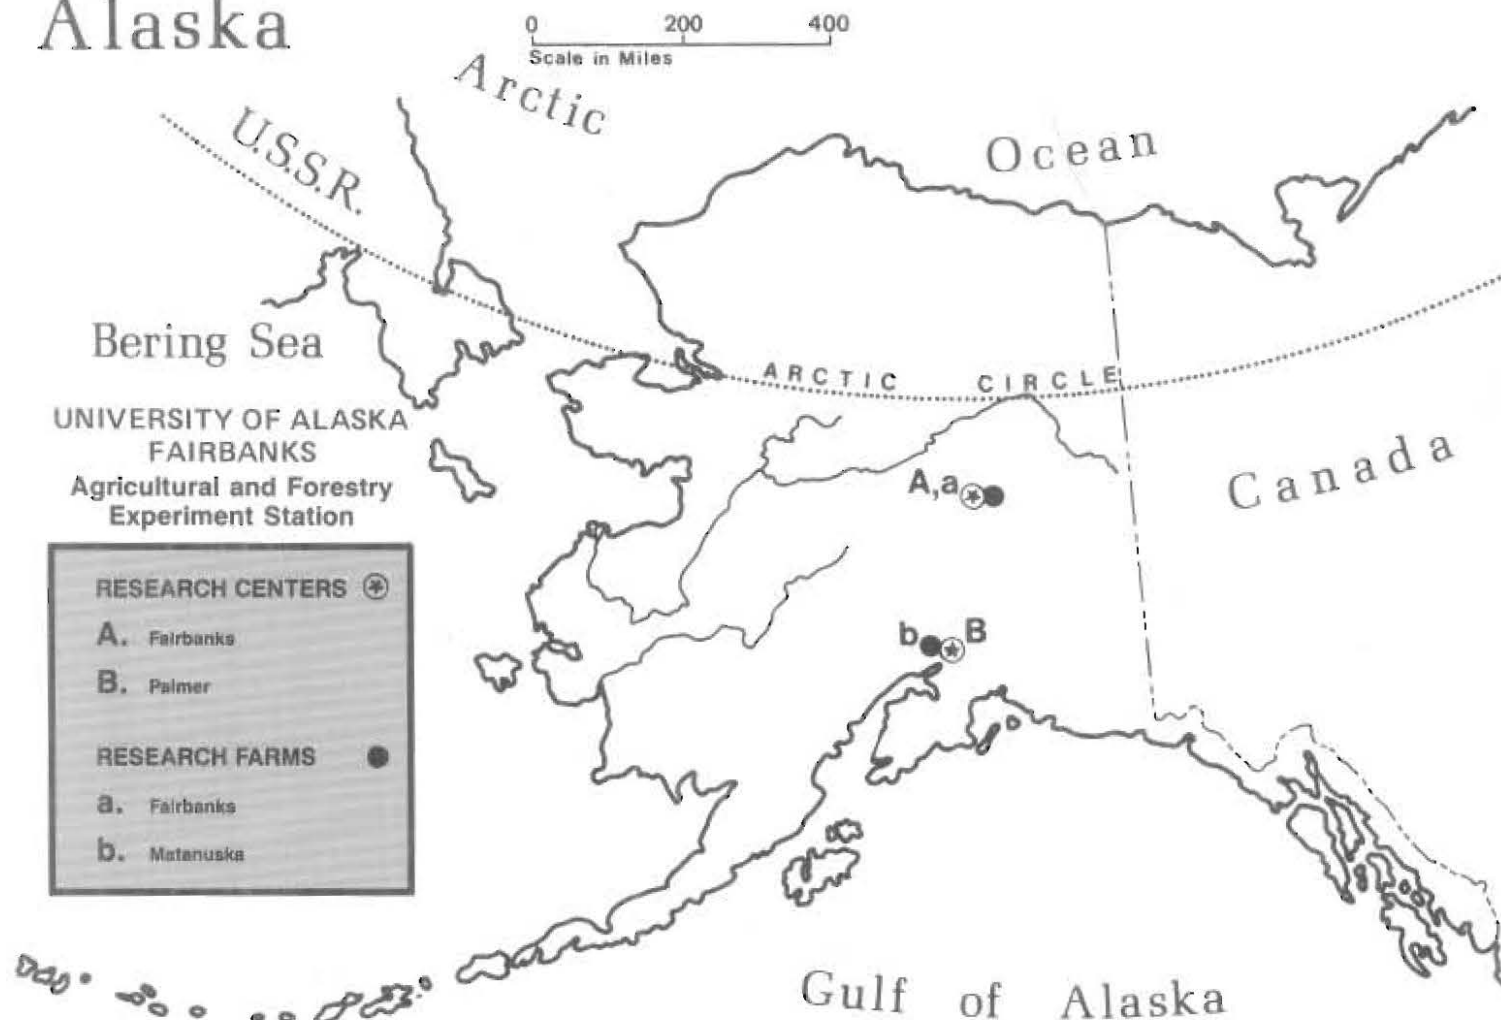 Alaska
0 200 400
Scale in Miles
Arctic
Ocean
U.S.S.R.
Bering Sea
ARCTIC CIRCLE
Canada
UNIVERSITY OF ALASKA
FAIRBANKS
Agricultural and Forestry
Experiment Station
A,a
RESEARCH CENTERS
A. Fairbanks
B. Palmer
RESEARCH FARMS
a. Fairbanks
b. Matanuska
b B
Gulf of Alaska